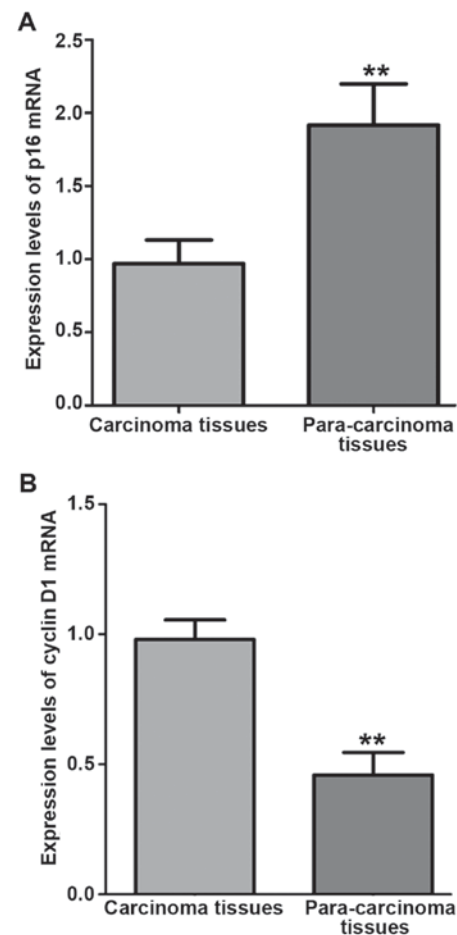 A
Expression levels of p16 mRNA
2.5
2.0
1.5
1.0
0.5
0.0
**
Carcinoma tissues
Para-carcinoma
tissues
B
Expression levels of cyclin D1 mRNA
1.5
1.0
0.5
0.0
**
Carcinoma tissues
Para-carcinoma
tissues